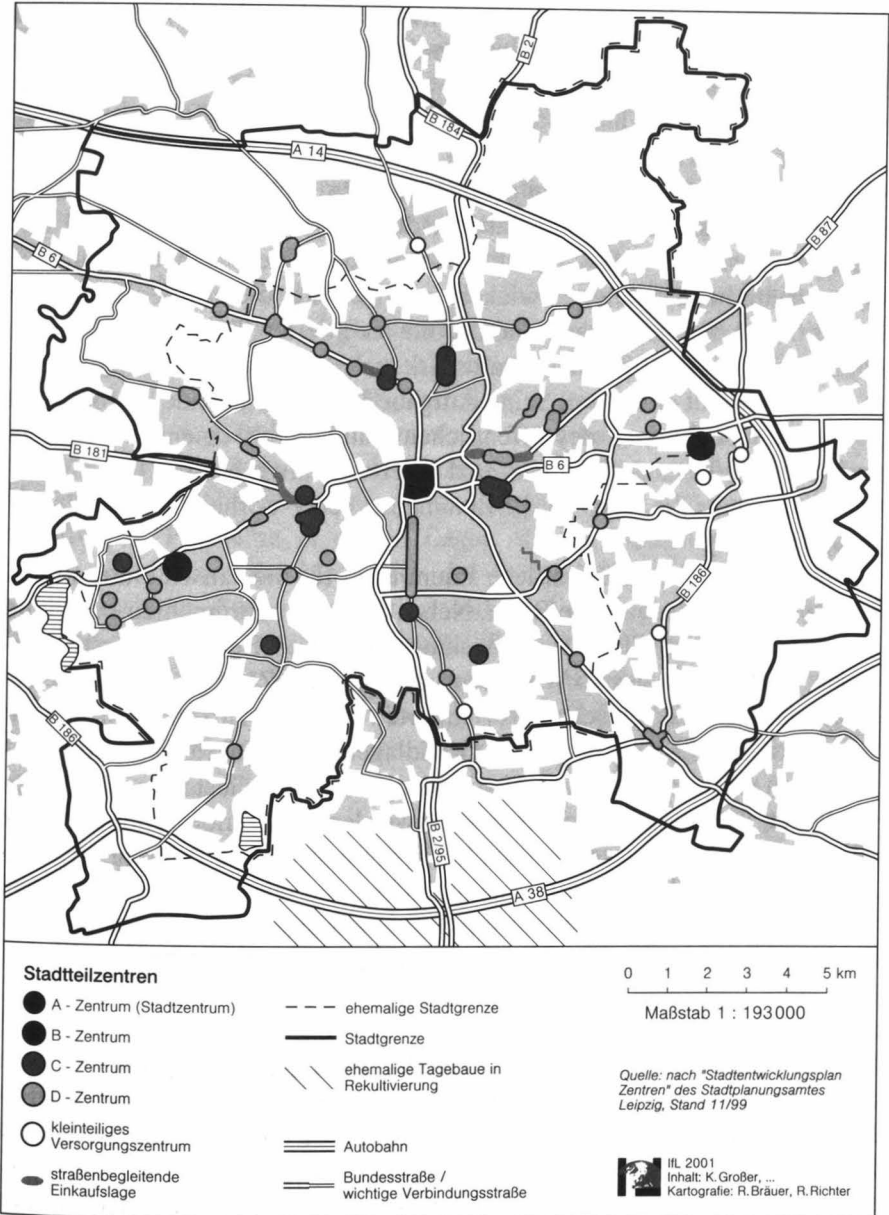 B 2
B 184
A 14
B 87
B 6
B 181
B 6
B 186
B 186
B 2/95
A 38
Stadtteilzentren
A - Zentrum (Stadtzentrum)
B - Zentrum
C - Zentrum
D - Zentrum
kleinteiliges
Versorgungszentrum
straßenbegleitende
Einkaufslage
ehemalige Stadtgrenze
Stadtgrenze
ehemalige Tagebaue in
Rekultivierung
Autobahn
Bundesstraße /
wichtige Verbindungsstraße
0 1 2 3 4 5 km
Maßstab 1 : 193000
Quelle: nach "Stadtentwicklungsplan
Zentren" des Stadtplanungsamtes
Leipzig, Stand 11/99
IfL 2001
Inhalt: K.Großer, ...
Kartografie: R.Bräuer, R.Richter